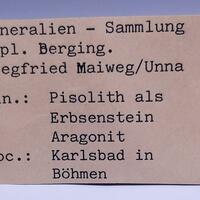 neralien - Sammlung
pl. Berging.
egfried Maiweg/Unna
n.: Pisolith als
Erbsenstein
Aragonit
oc.: Karlsbad in
Böhmen